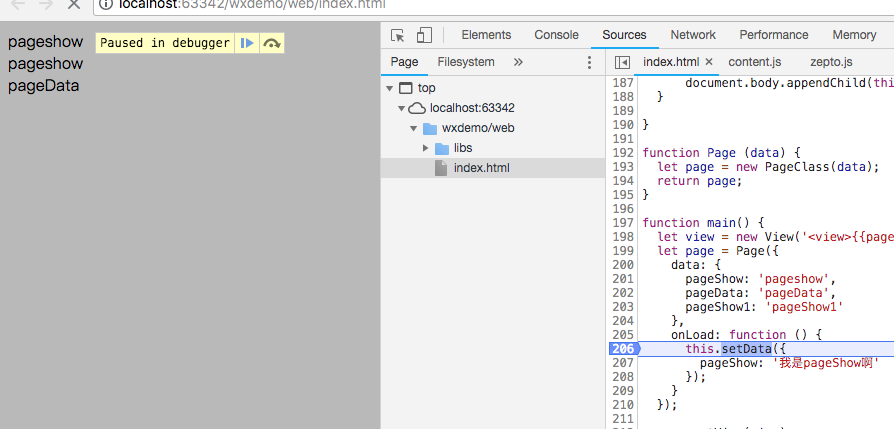 localhost:63342/wxdemo/web/index.html
pageshow
Paused in debugger
pageshow
pageData
Elements Console Sources Network Performance Memory
Page Filesystem »
index.html × content.js zepto.js
top
localhost:63342
wxdemo/web
libs
index.html
187 document.body.appendChild(thi
188 }
189
190 }
191
192 function Page (data) {
193 let page = new PageClass(data);
194 return page;
195 }
196
197 function main() {
198 let view = new View('<view>{{page
199 let page = Page({
200 data: {
201 pageShow: 'pageshow',
202 pageData: 'pageData',
203 pageShow1: 'pageShow1'
204 },
205 onLoad: function () {
206 this.setData({
207 pageShow: '我是pageShow啊'
208 });
209 }
210 });
211